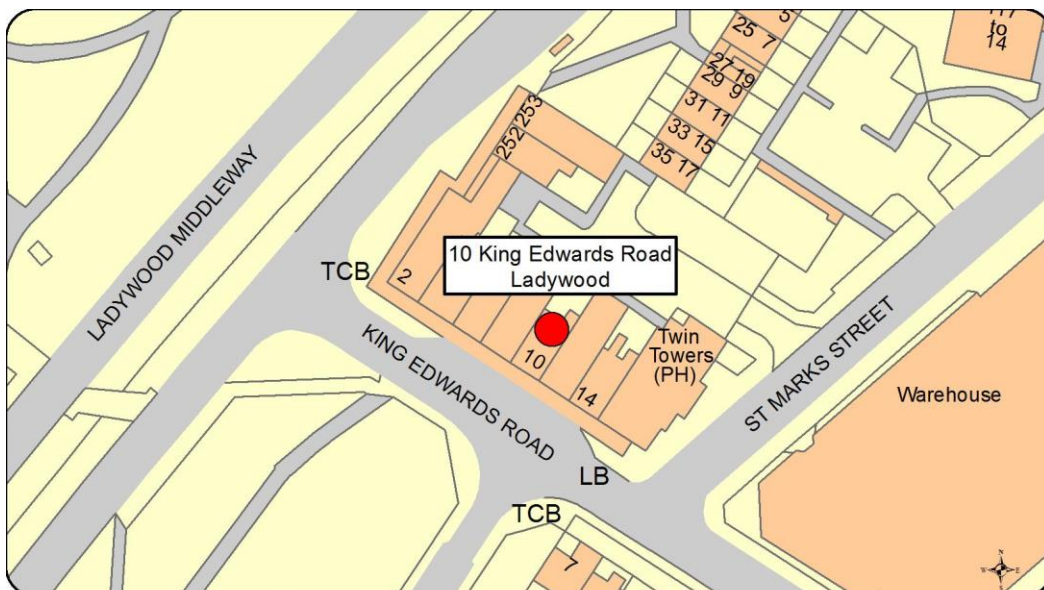 5
25 7
27 19
29 9
31 11
33 15
35 17
to
14
253
252
LADYWOOD MIDDLEWAY
10 King Edwards Road
Ladywood
TCB
2
KING EDWARDS ROAD
10
14
Twin
Towers
(PH)
ST MARKS STREET
Warehouse
LB
TCB
7
N
W E
S